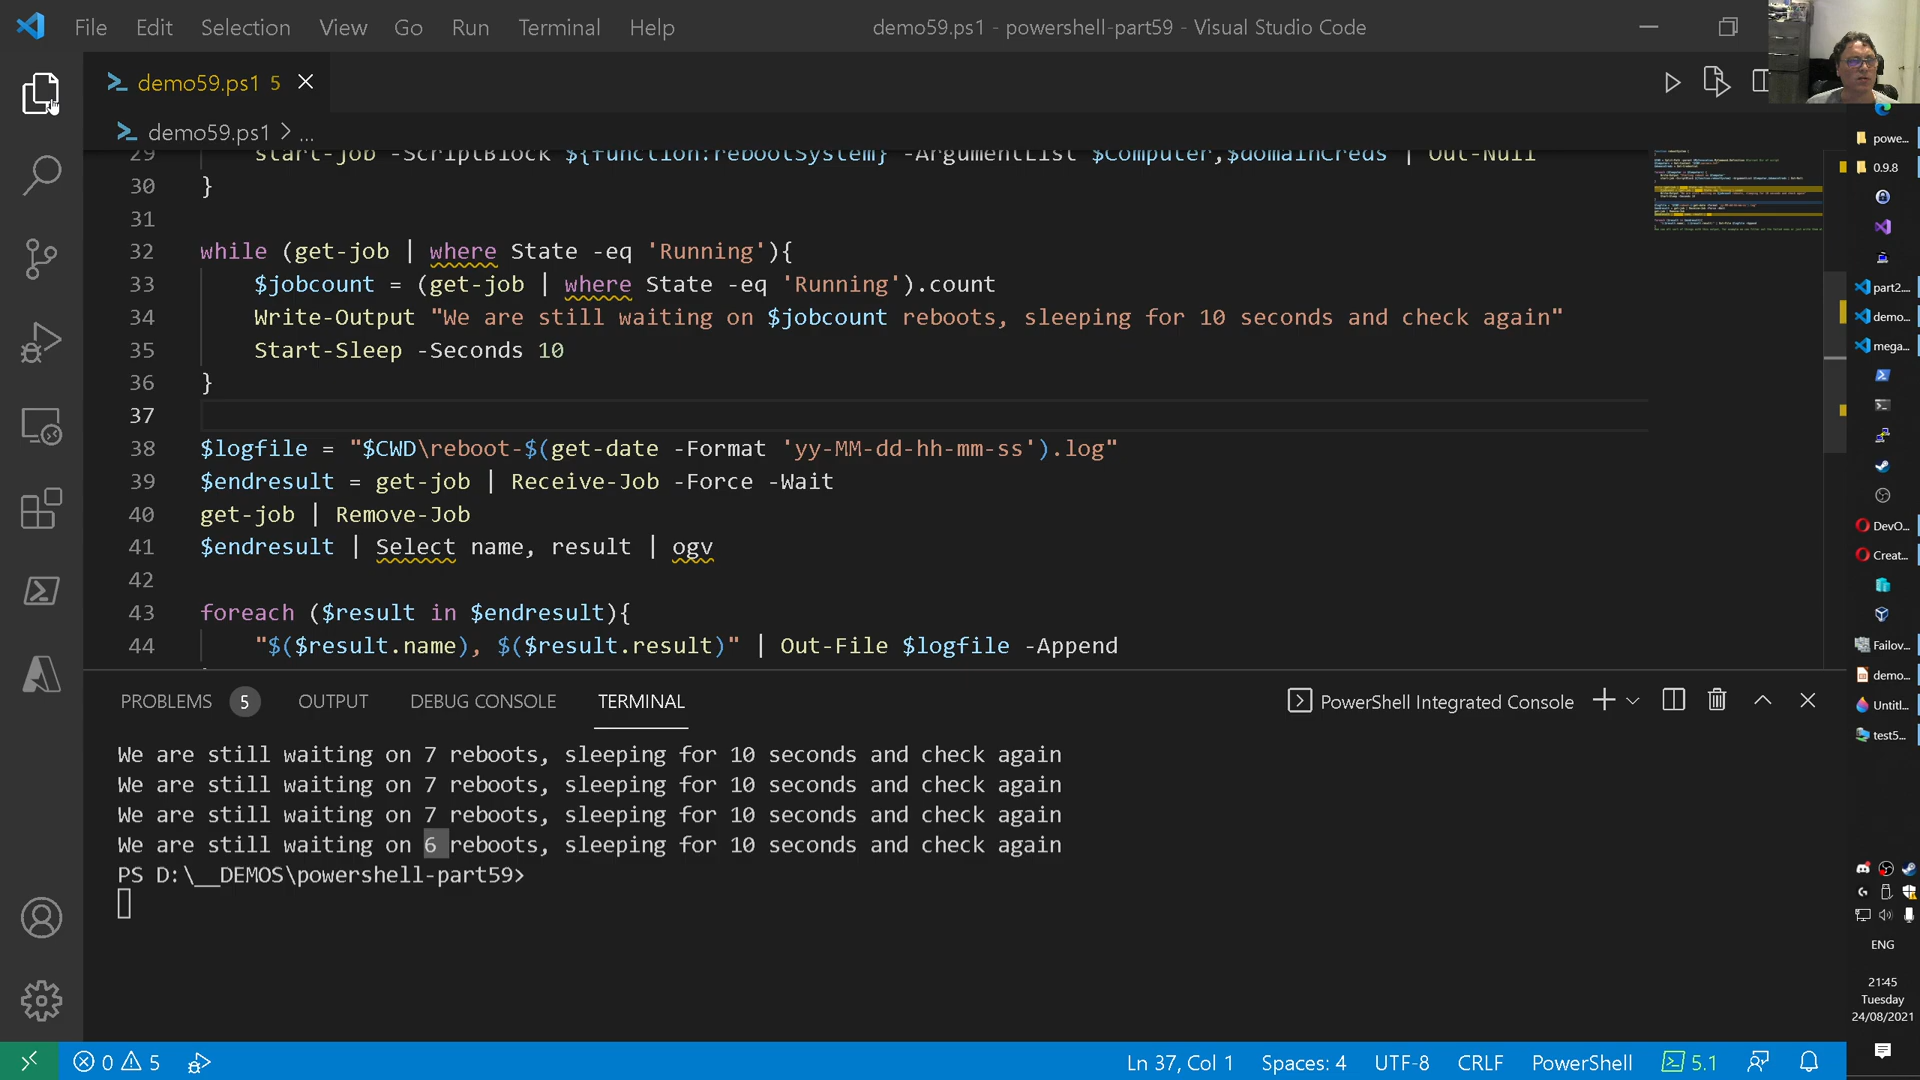 File Edit Selection View Go Run Terminal Help
demo59.ps1 - powershell-part59 - Visual Studio Code
demo59.ps1 5
demo59.ps1 > ...
29 start-job -ScriptBlock ${function:rebootSystem} -ArgumentList $Computer,$domainCreds | Out-Null
30 }
31
32 while (get-job | where State -eq 'Running'){
33 $jobcount = (get-job | where State -eq 'Running').count
34 Write-Output "We are still waiting on $jobcount reboots, sleeping for 10 seconds and check again"
35 Start-Sleep -Seconds 10
36 }
37
38 $logfile = "$CWD\reboot-$(get-date -Format 'yy-MM-dd-hh-mm-ss').log"
39 $endresult = get-job | Receive-Job -Force -Wait
40 get-job | Remove-Job
41 $endresult | Select name, result | ogv
42
43 foreach ($result in $endresult){
44 "$($result.name), $($result.result)" | Out-File $logfile -Append
PROBLEMS 5 OUTPUT DEBUG CONSOLE TERMINAL
PowerShell Integrated Console
We are still waiting on 7 reboots, sleeping for 10 seconds and check again
We are still waiting on 7 reboots, sleeping for 10 seconds and check again
We are still waiting on 7 reboots, sleeping for 10 seconds and check again
We are still waiting on 6 reboots, sleeping for 10 seconds and check again
PS D:\__DEMOS\powershell-part59>
0 5
Ln 37, Col 1 Spaces: 4 UTF-8 CRLF PowerShell 5.1
powe...
0.9.8
part2....
demo...
mega...
DevO...
Creat...
Failov...
demo...
Untitl...
test5...
ENG
21:45
Tuesday
24/08/2021